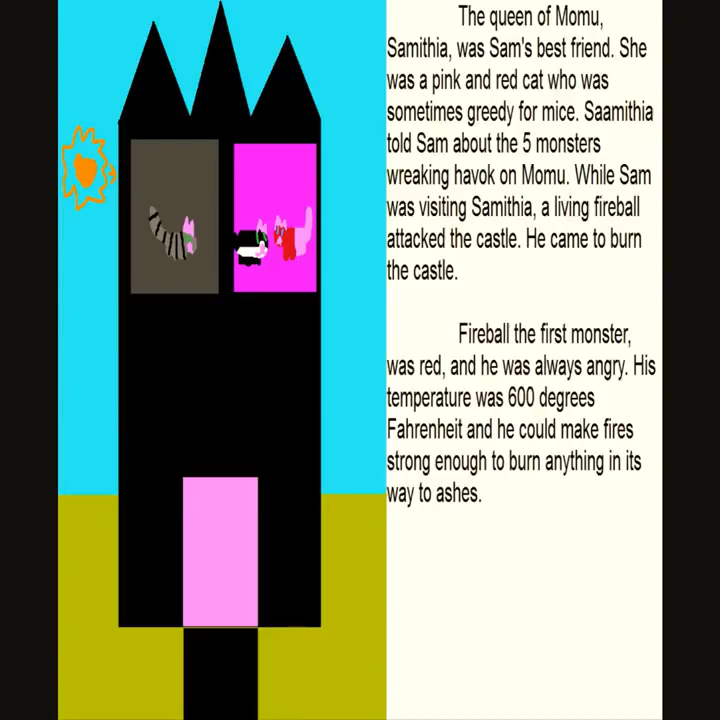 The queen of Momu,
Samithia, was Sam's best friend. She
was a pink and red cat who was
sometimes greedy for mice. Saamithia
told Sam about the 5 monsters
wreaking havok on Momu. While Sam
was visiting Samithia, a living fireball
attacked the castle. He came to burn
the castle.
Fireball the first monster,
was red, and he was always angry. His
temperature was 600 degrees
Fahrenheit and he could make fires
strong enough to burn anything in its
way to ashes.